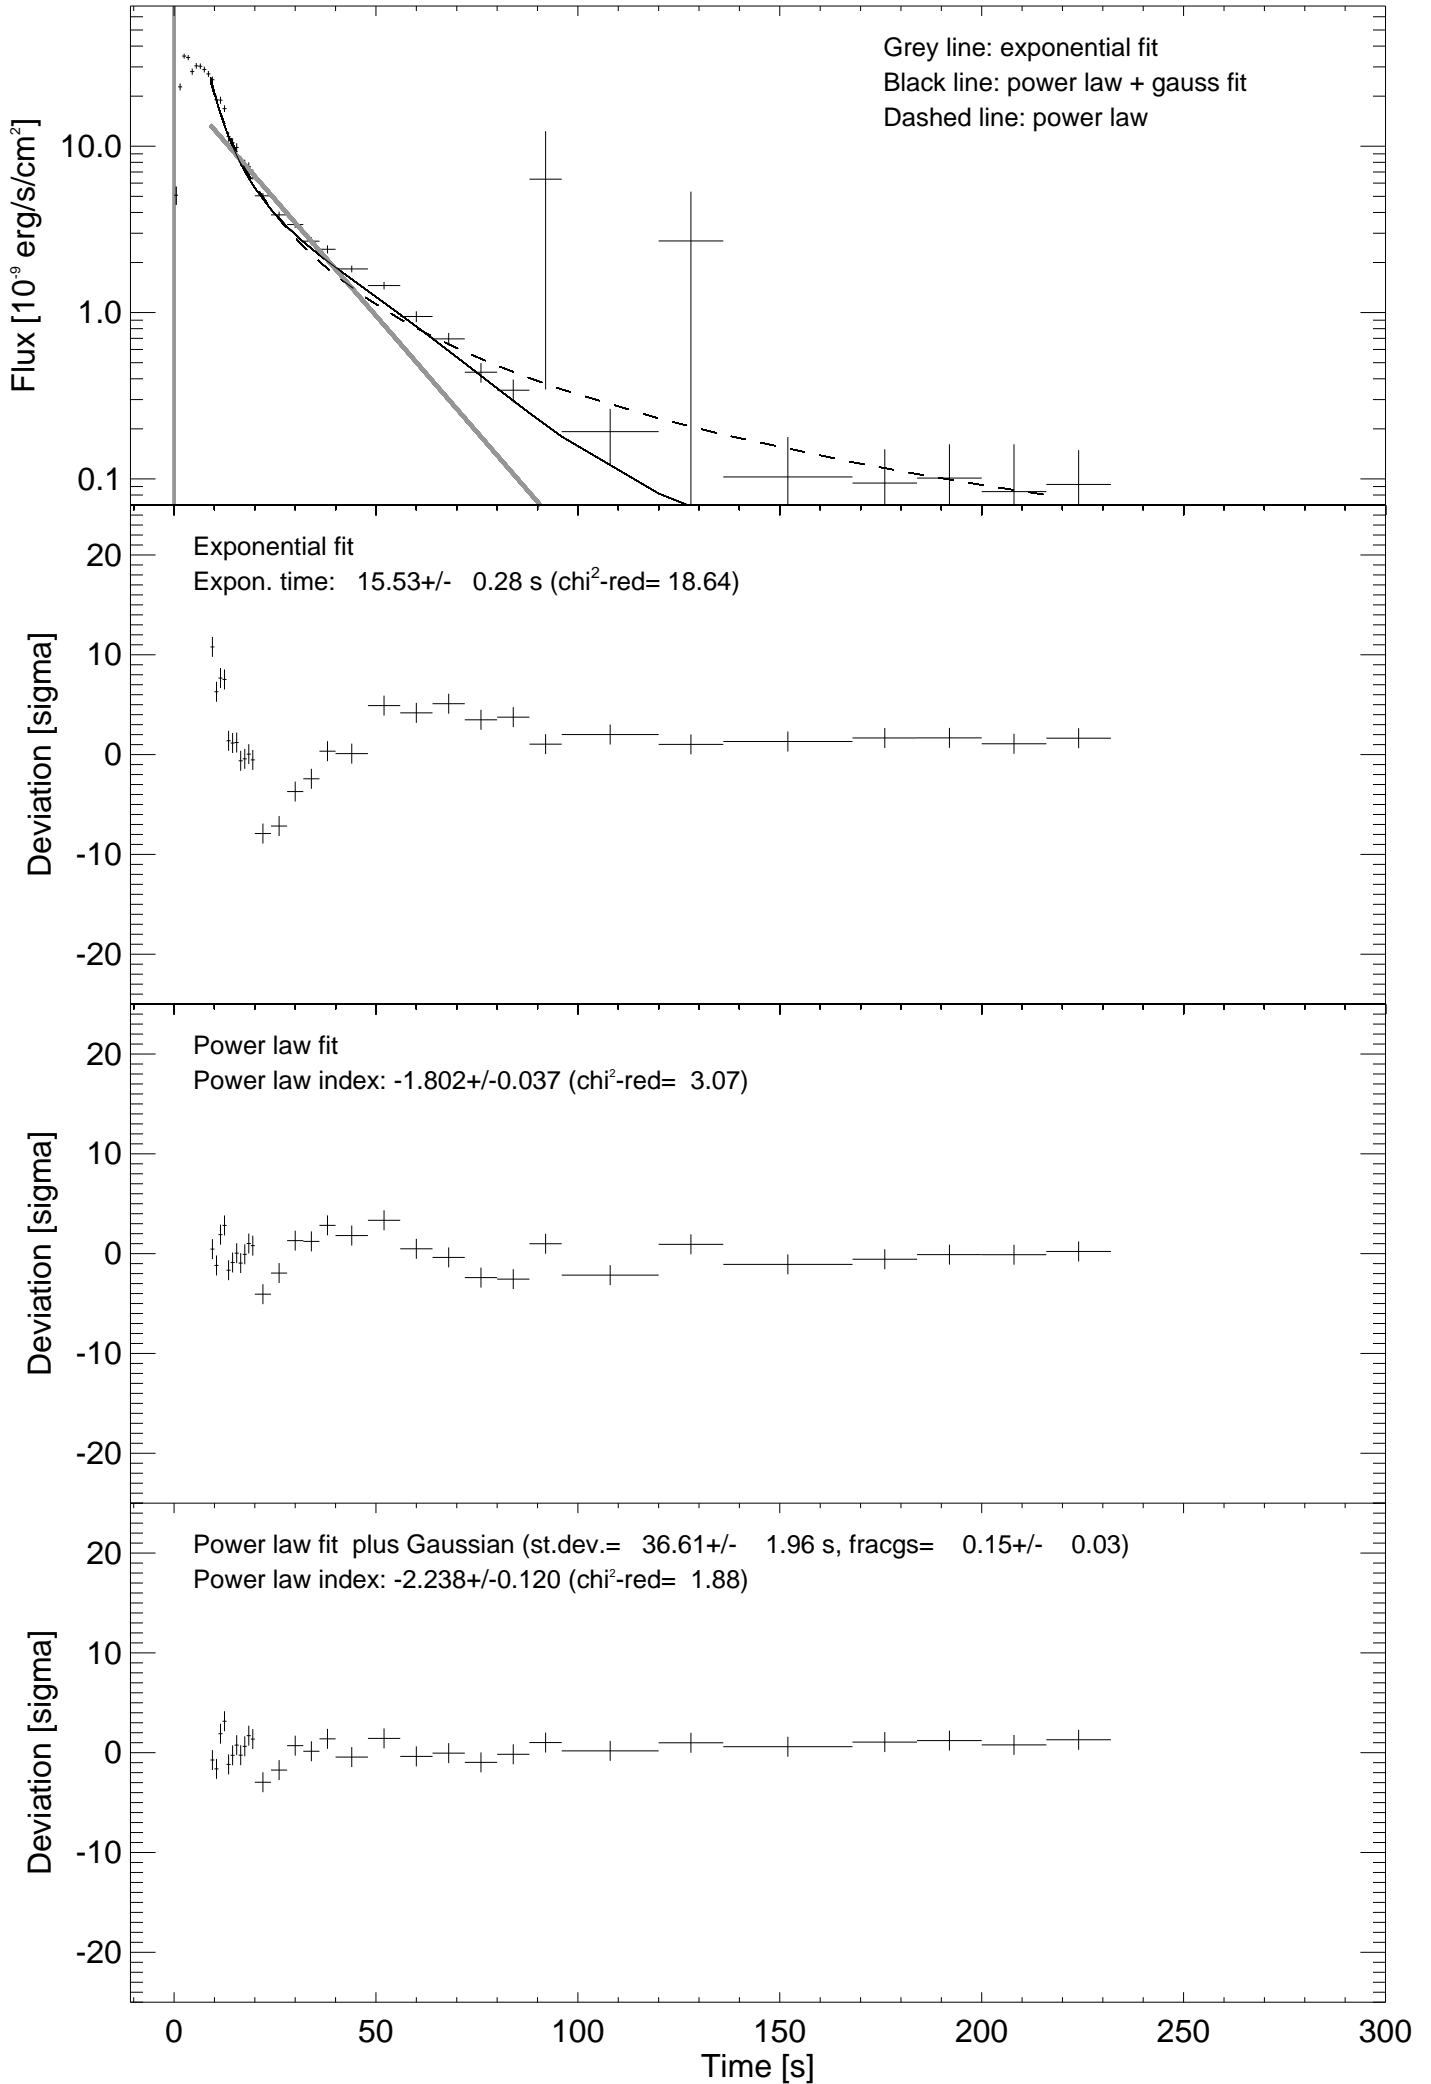 Grey line: exponential fit
Black line: power law + gauss fit
Dashed line: power law
Flux [10⁻⁹ erg/s/cm²]
10.0
1.0
0.1
Exponential fit
Expon. time: 15.53+/- 0.28 s (chi²-red= 18.64)
Deviation [sigma]
20
10
0
-10
-20
Power law fit
Power law index: -1.802+/-0.037 (chi²-red= 3.07)
Deviation [sigma]
20
10
0
-10
-20
Power law fit plus Gaussian (st.dev.= 36.61+/- 1.96 s, fracgs= 0.15+/- 0.03)
Power law index: -2.238+/-0.120 (chi²-red= 1.88)
Deviation [sigma]
20
10
0
-10
-20
0 50 100 150 200 250 300
Time [s]